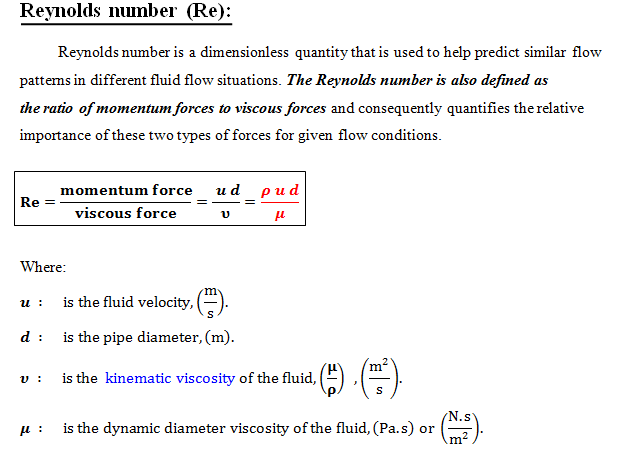 Reynolds number (Re):
Reynolds number is a dimensionless quantity that is used to help predict similar flow
patterns in different fluid flow situations. The Reynolds number is also defined as
the ratio of momentum forces to viscous forces and consequently quantifies the relative
importance of these two types of forces for given flow conditions.
Re = momentum force / viscous force = u d / υ = ρ u d / μ
Where:
u : is the fluid velocity, (m/s).
d : is the pipe diameter, (m).
υ : is the kinematic viscosity of the fluid, (μ/ρ) , (m²/s).
μ : is the dynamic diameter viscosity of the fluid, (Pa.s) or (N.s/m²).